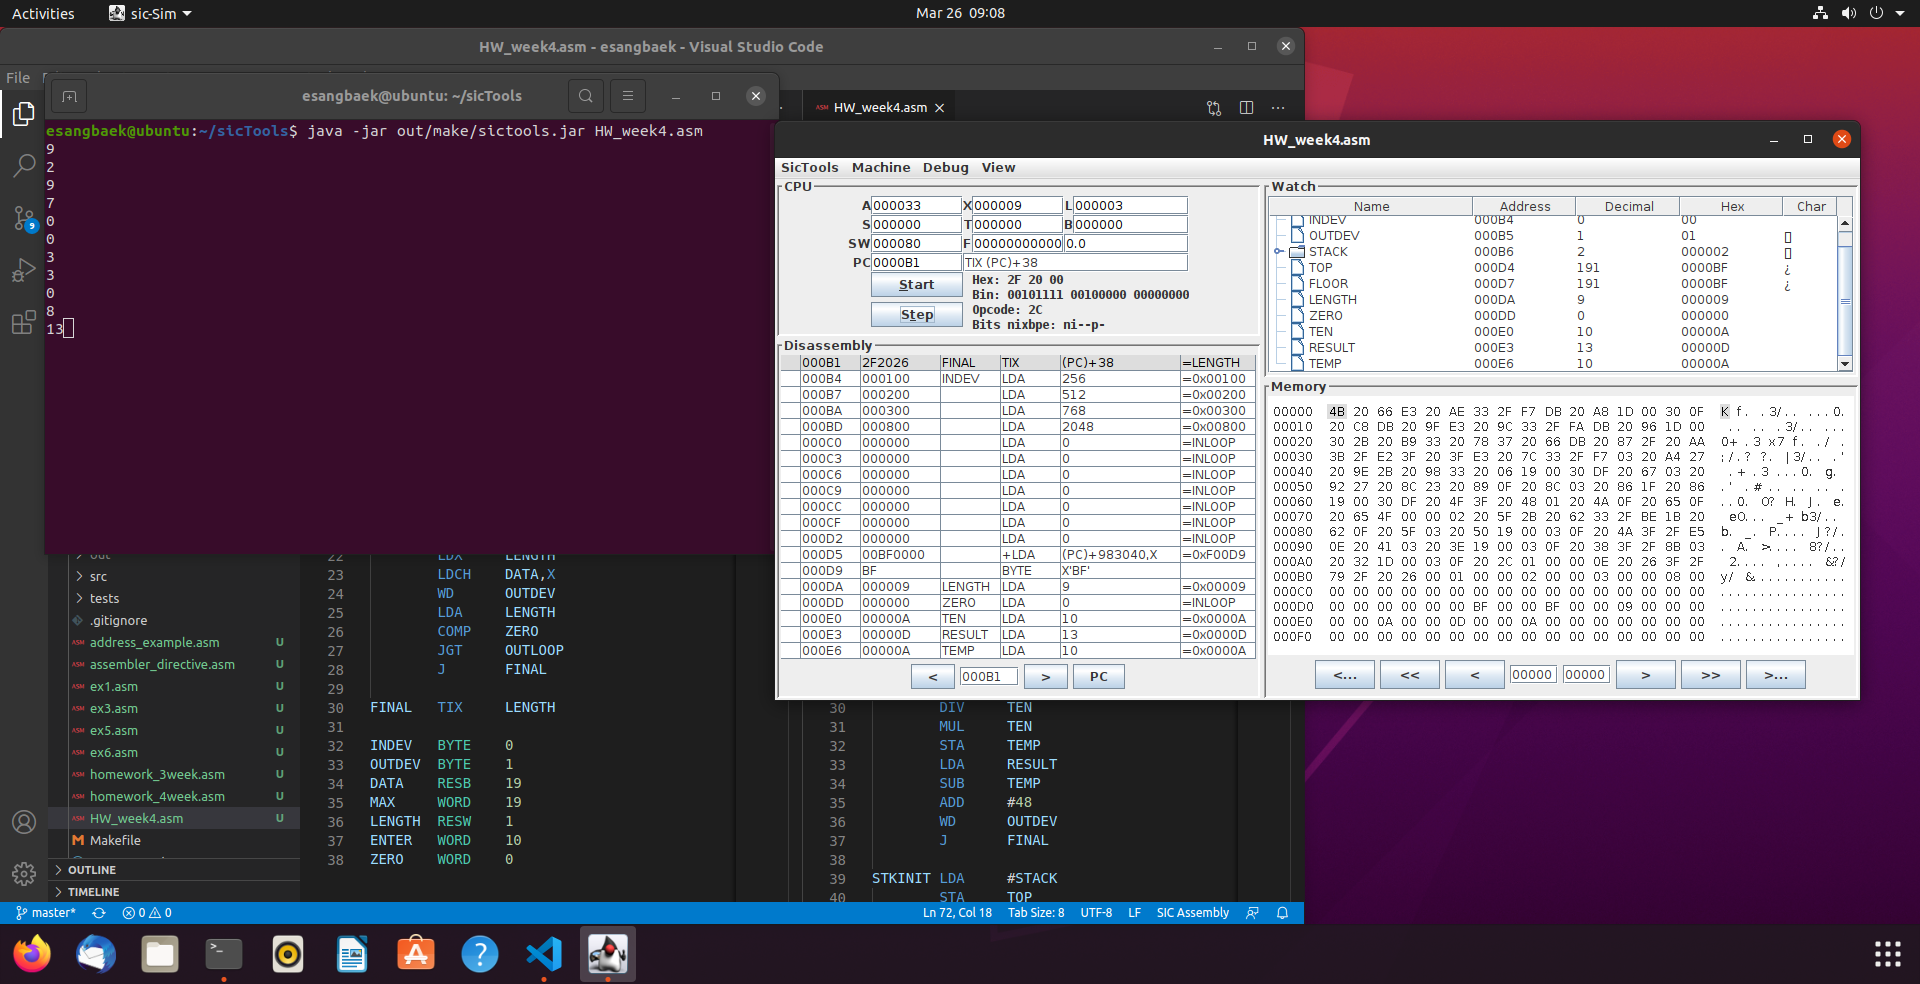 Activities
sic-Sim
Mar 26 09:08
HW_week4.asm - esangbaek - Visual Studio Code
File
esangbaek@ubuntu: ~/sicTools
HW_week4.asm
esangbaek@ubuntu:~/sicTools$ java -jar out/make/sictools.jar HW_week4.asm
9
2
9
7
0
0
3
3
0
8
13
HW_week4.asm
SicTools Machine Debug View
CPU
A 000033 X 000009 L 000003
S 000000 T 000000 B 000000
SW 000080 F 00000000000 0.0
PC 0000B1 TIX (PC)+38
Start
Step
Hex: 2F 20 00
Bin: 00101111 00100000 00000000
Opcode: 2C
Bits nixbpe: ni--p-
Disassembly
000B1 2F2026 FINAL TIX (PC)+38 =LENGTH
000B4 000100 INDEV LDA 256 =0x00100
000B7 000200 LDA 512 =0x00200
000BA 000300 LDA 768 =0x00300
000BD 000800 LDA 2048 =0x00800
000C0 000000 LDA 0 =INLOOP
000C3 000000 LDA 0 =INLOOP
000C6 000000 LDA 0 =INLOOP
000C9 000000 LDA 0 =INLOOP
000CC 000000 LDA 0 =INLOOP
000CF 000000 LDA 0 =INLOOP
000D2 000000 LDA 0 =INLOOP
000D5 00BF0000 +LDA (PC)+983040,X =0xF00D9
000D9 BF BYTE X'BF'
000DA 000009 LENGTH LDA 9 =0x00009
000DD 000000 ZERO LDA 0 =INLOOP
000E0 00000A TEN LDA 10 =0x0000A
000E3 00000D RESULT LDA 13 =0x0000D
000E6 00000A TEMP LDA 10 =0x0000A
< 000B1 > PC
Watch
Name Address Decimal Hex Char
INDEV 000B4 0 00
OUTDEV 000B5 1 01
STACK 000B6 2 000002
TOP 000D4 191 0000BF ¿
FLOOR 000D7 191 0000BF ¿
LENGTH 000DA 9 000009
ZERO 000DD 0 000000
TEN 000E0 10 00000A
RESULT 000E3 13 00000D
TEMP 000E6 10 00000A
Memory
00000 4B 20 66 E3 20 AE 33 2F F7 DB 20 A8 1D 00 30 0F
00010 20 C8 DB 20 9F E3 20 9C 33 2F FA DB 20 96 1D 00
00020 30 2B 20 B9 33 20 78 37 20 66 DB 20 87 2F 20 AA
00030 3B 2F E2 3F 20 3F E3 20 7C 33 2F F7 03 20 A4 27
00040 20 9E 2B 20 98 33 20 06 19 00 30 DF 20 67 03 20
00050 92 27 20 8C 23 20 89 0F 20 8C 03 20 86 1F 20 86
00060 19 00 30 DF 20 4F 3F 20 48 01 20 4A 0F 20 65 0F
00070 20 65 4F 00 00 02 20 5F 2B 20 62 33 2F BE 1B 20
00080 62 0F 20 5F 03 20 50 19 00 03 0F 20 4A 3F 2F E5
00090 0E 20 41 03 20 3E 19 00 03 0F 20 38 3F 2F 8B 03
000A0 20 32 1D 00 03 0F 20 2C 01 00 00 0E 20 26 3F 2F
000B0 79 2F 20 26 00 01 00 00 02 00 00 03 00 00 08 00
000C0 00 00 00 00 00 00 00 00 00 00 00 00 00 00 00 00
000D0 00 00 00 00 00 00 BF 00 00 BF 00 00 09 00 00 00
000E0 00 00 0A 00 00 0D 00 00 0A 00 00 00 00 00 00 00
000F0 00 00 00 00 00 00 00 00 00 00 00 00 00 00 00 00
<... << < 00000 00000 > >> >...
out
src
tests
.gitignore
address_example.asm U
assembler_directive.asm U
ex1.asm U
ex3.asm U
ex5.asm U
ex6.asm U
homework_3week.asm U
homework_4week.asm U
HW_week4.asm U
Makefile
OUTLINE
TIMELINE
22 LDX LENGTH
23 LDCH DATA,X
24 WD OUTDEV
25 LDA LENGTH
26 COMP ZERO
27 JGT OUTLOOP
28 J FINAL
29
30 FINAL TIX LENGTH
31
32 INDEV BYTE 0
33 OUTDEV BYTE 1
34 DATA RESB 19
35 MAX WORD 19
36 LENGTH RESW 1
37 ENTER WORD 10
38 ZERO WORD 0
30 DIV TEN
31 MUL TEN
32 STA TEMP
33 LDA RESULT
34 SUB TEMP
35 ADD #48
36 WD OUTDEV
37 J FINAL
38
39 STKINIT LDA #STACK
40 STA TOP
master* 0 0
Ln 72, Col 18 Tab Size: 8 UTF-8 LF SIC Assembly